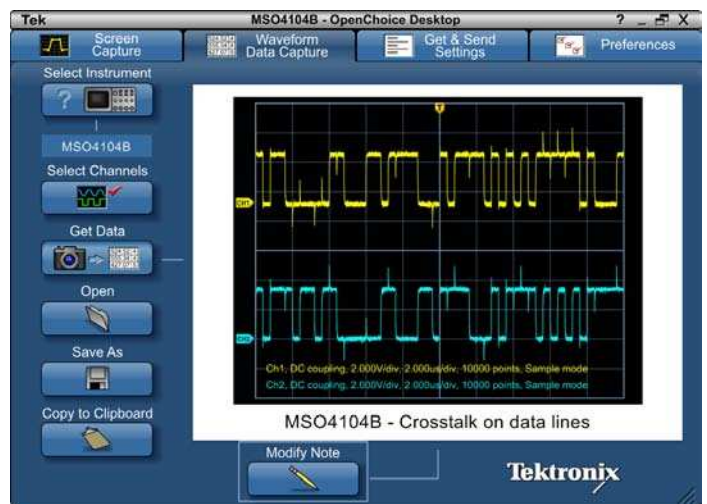 Tek
MSO4104B - OpenChoice Desktop
? _ X
Screen
Capture
Waveform
Data Capture
Get & Send
Settings
Preferences
Select Instrument
?
MSO4104B
Select Channels
Get Data
Open
Save As
Copy to Clipboard
T
CH1
CH2
Ch1, DC coupling, 2.000V/div, 2.000us/div, 10000 points, Sample mode
Ch2, DC coupling, 2.000V/div, 2.000us/div, 10000 points, Sample mode
MSO4104B - Crosstalk on data lines
Modify Note
Tektronix